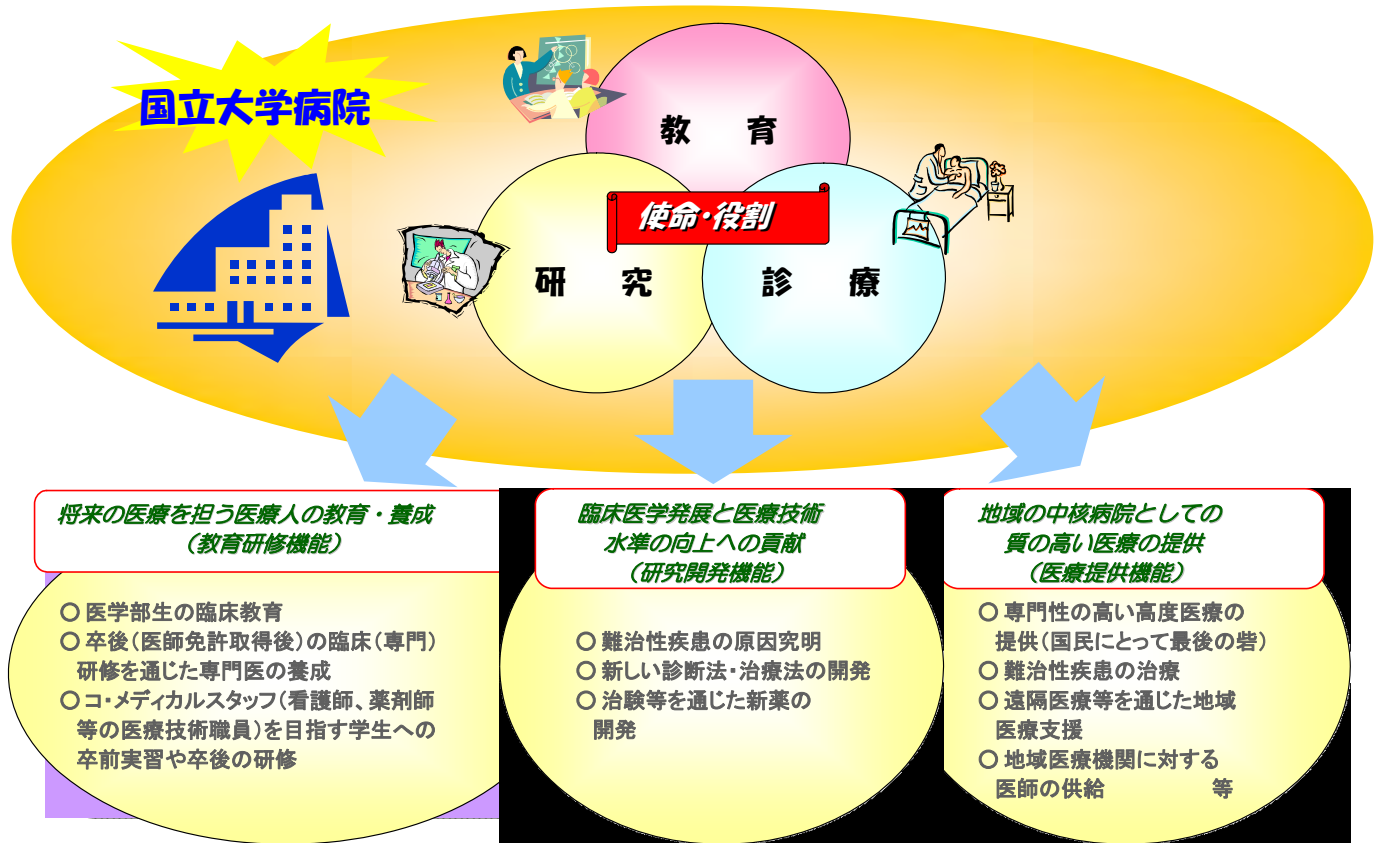 国立大学病院
教　育
使命・役割
研　究
診　療
将来の医療を担う医療人の教育・養成
（教育研修機能）
○ 医学部生の臨床教育
○ 卒後（医師免許取得後）の臨床（専門）
研修を通じた専門医の養成
○ コ・メディカルスタッフ（看護師、薬剤師
等の医療技術職員）を目指す学生への
卒前実習や卒後の研修
臨床医学発展と医療技術
水準の向上への貢献
（研究開発機能）
○ 難治性疾患の原因究明
○ 新しい診断法・治療法の開発
○ 治験等を通じた新薬の
開発
地域の中核病院としての
質の高い医療の提供
（医療提供機能）
○ 専門性の高い高度医療の
提供（国民にとって最後の砦）
○ 難治性疾患の治療
○ 遠隔医療等を通じた地域
医療支援
○ 地域医療機関に対する
医師の供給　　　　　等